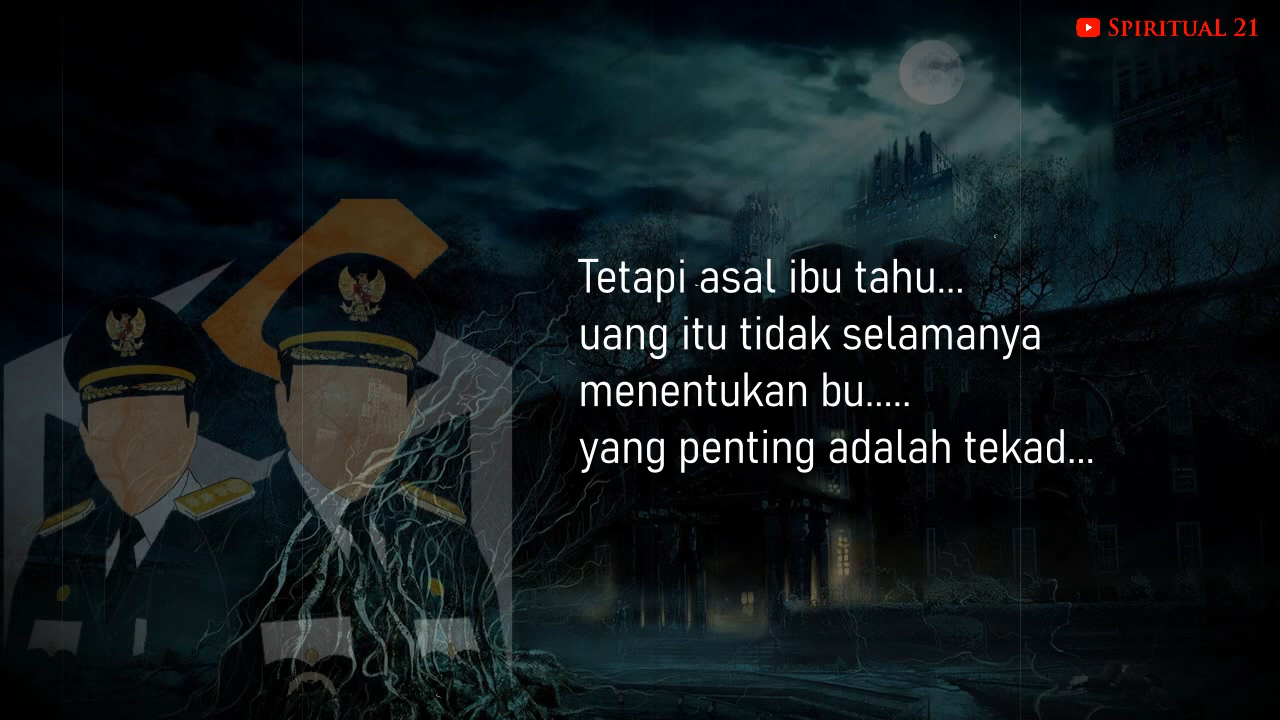 Spiritual 21
Tetapi asal ibu tahu...
uang itu tidak selamanya
menentukan bu.....
yang penting adalah tekad...